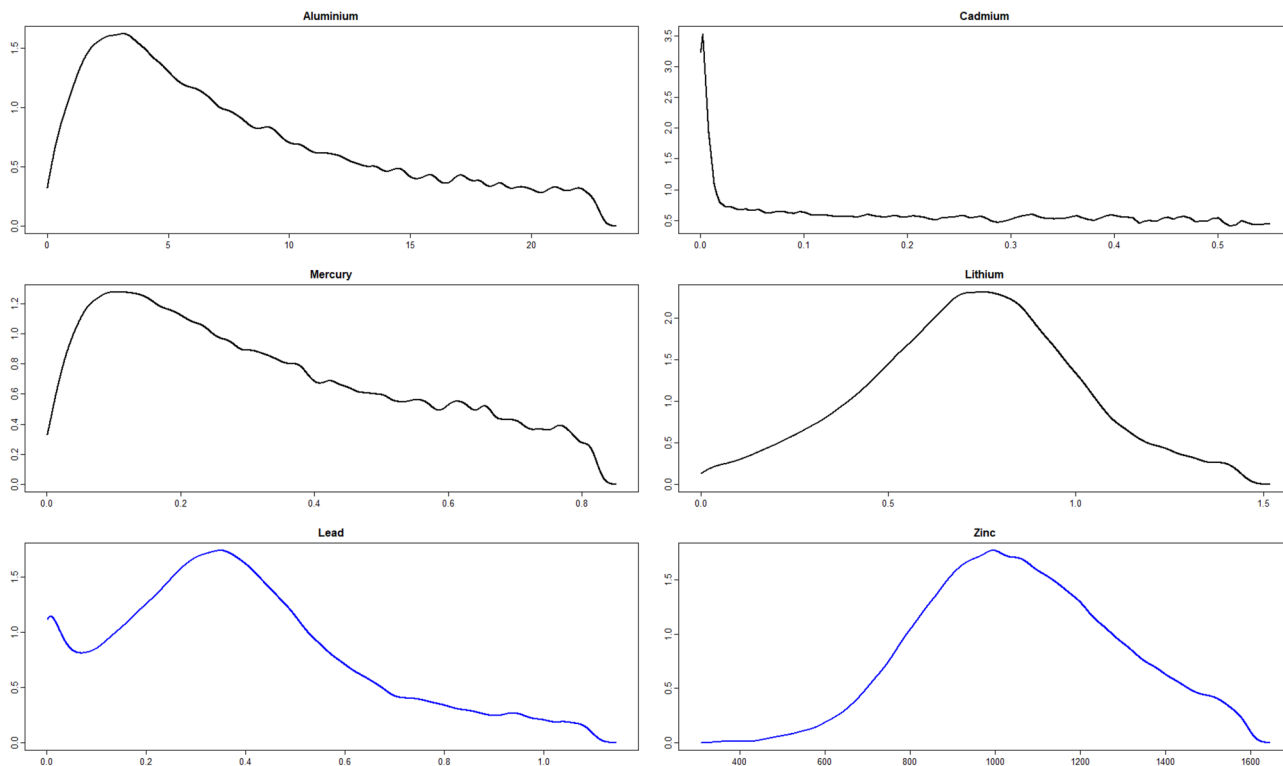 Aluminium
0.0 0.5 1.0 1.5
0 5 10 15 20
Cadmium
0.5 1.0 1.5 2.0 2.5 3.0 3.5
0.0 0.1 0.2 0.3 0.4 0.5
Mercury
0.0 0.2 0.4 0.6 0.8 1.0 1.2
0.0 0.2 0.4 0.6 0.8
Lithium
0.0 0.5 1.0 1.5 2.0
0.0 0.5 1.0 1.5
Lead
0.0 0.5 1.0 1.5
0.0 0.2 0.4 0.6 0.8 1.0
Zinc
0.0 0.5 1.0 1.5
400 600 800 1000 1200 1400 1600